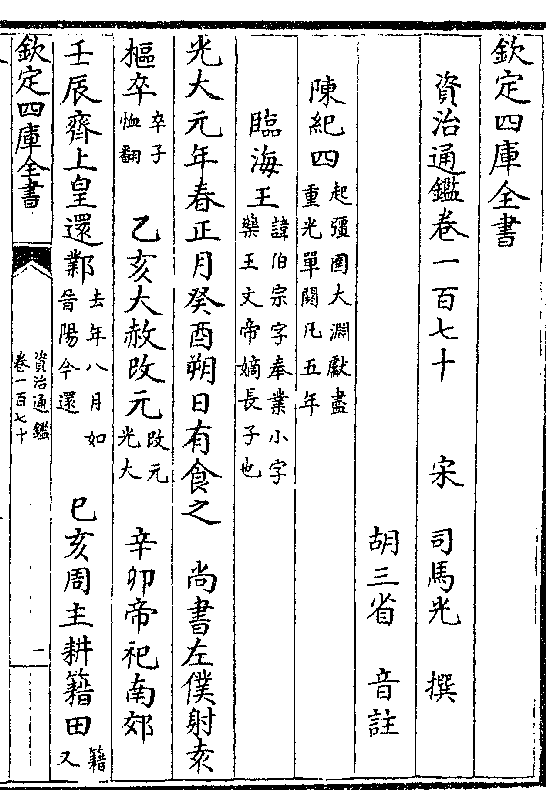 欽定四庫全書
資治通鑑卷一百七十 宋 司馬光 撰
胡三省 音註
陳紀四起彊圉大淵獻盡重光單閼凡五年
臨海王諱伯宗字奉業小字藥王文帝嫡長子也
光大元年春正月癸酉朔日有食之 尚書左僕射袁
樞卒卒子恤翻 乙亥大赦改元改元光大 辛卯帝祀南郊
壬辰齊上皇還鄴去年八月如晉陽今還 己亥周主耕籍田籍又
欽定四庫全書 資治通鑑卷一百七十 一